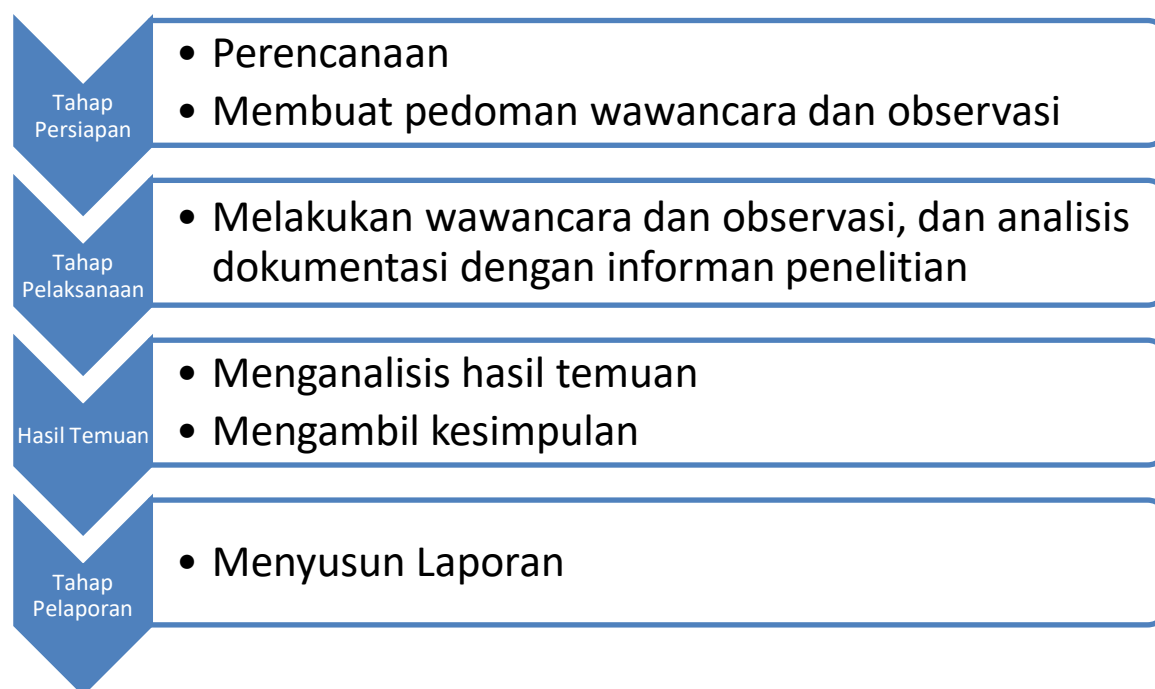 Tahap
Persiapan
• Perencanaan
• Membuat pedoman wawancara dan observasi
Tahap
Pelaksanaan
• Melakukan wawancara dan observasi, dan analisis
dokumentasi dengan informan penelitian
Hasil Temuan
• Menganalisis hasil temuan
• Mengambil kesimpulan
Tahap
Pelaporan
• Menyusun Laporan